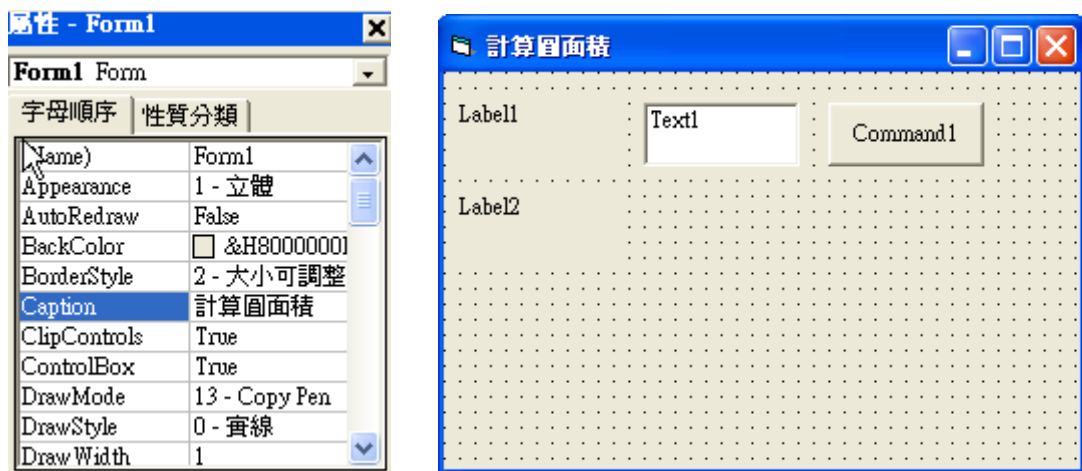 屬性 - Form1
Form1 Form
字母順序 性質分類
Name) Form1
Appearance 1 - 立體
AutoRedraw False
BackColor &H8000000
BorderStyle 2 - 大小可調整
Caption 計算圓面積
ClipControls True
ControlBox True
DrawMode 13 - Copy Pen
DrawStyle 0 - 實線
DrawWidth 1
計算圓面積
Label1 Text1 Command1
Label2